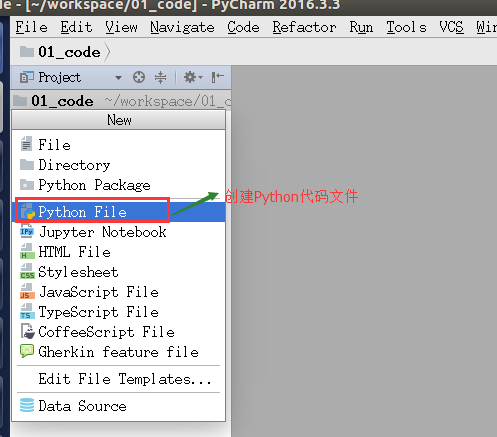 de - [~/workspace/01_code] - PyCharm 2016.3.3
File Edit View Navigate Code Refactor Run Tools VCS Win
01_code
Project
01_code ~/workspace/01_c
New
File
Directory
Python Package
Python File 创建Python代码文件
Jupyter Notebook
HTML File
Stylesheet
JavaScript File
TypeScript File
CoffeeScript File
Gherkin feature file
Edit File Templates...
Data Source